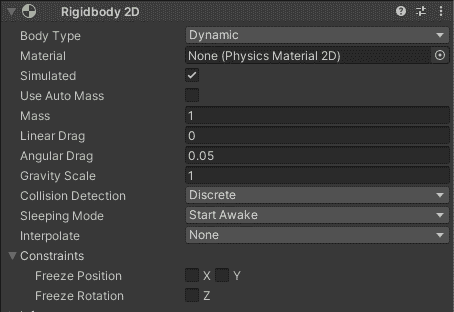 Rigidbody 2D
Body Type Dynamic
Material None (Physics Material 2D)
Simulated
Use Auto Mass
Mass 1
Linear Drag 0
Angular Drag 0.05
Gravity Scale 1
Collision Detection Discrete
Sleeping Mode Start Awake
Interpolate None
Constraints
Freeze Position X Y
Freeze Rotation Z